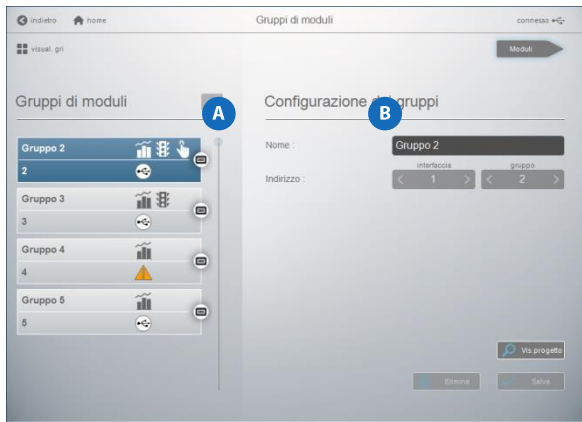 indietro home Gruppi di moduli connesso
visual. gri Moduli
Gruppi di moduli A Configurazione dei gruppi B
Gruppo 2
2
Gruppo 3
3
Gruppo 4
4
Gruppo 5
5
Nome : Gruppo 2
interfaccia gruppo
Indirizzo : < 1 > < 2 >
Vis.progetto
Elimina Salva